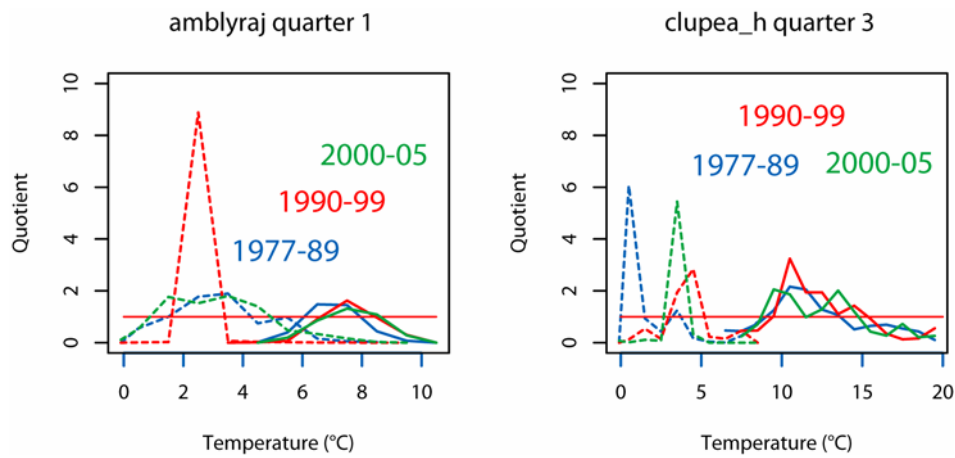 amblyraj quarter 1
10
8
6
4
2
0
Quotient
2000-05
1990-99
1977-89
0 2 4 6 8 10
Temperature (°C)
clupea_h quarter 3
10
8
6
4
2
0
Quotient
1990-99
1977-89 2000-05
0 5 10 15 20
Temperature (°C)